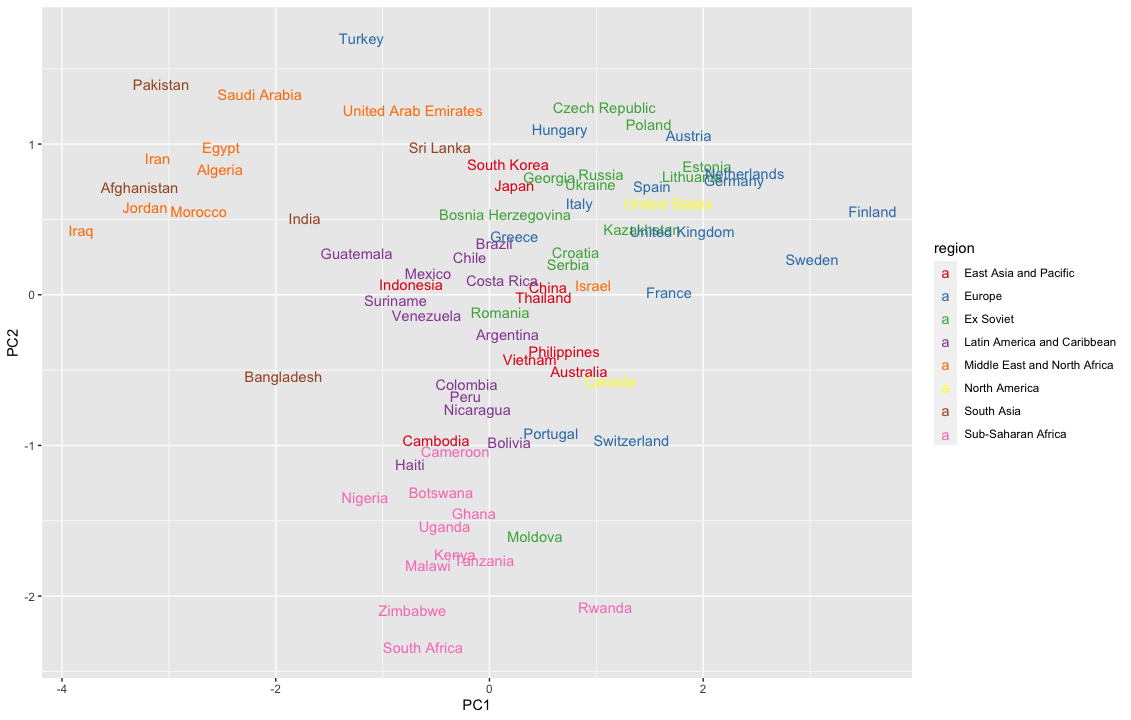 Turkey
Pakistan
Saudi Arabia
United Arab Emirates
Czech Republic
Poland
Hungary
Austria
Egypt
Sri Lanka
Iran
South Korea
Algeria
Estonia
Georgia
Russia
Lithuania
Netherlands
Germany
Afghanistan
Japan
Ukraine
Spain
Jordan
Morocco
Italy
United States
Finland
India
Bosnia Herzegovina
Iraq
Greece
Kazakhstan
United Kingdom
Brazil
Guatemala
Chile
Croatia
Sweden
Serbia
Mexico
Costa Rica
Indonesia
China
Israel
France
Suriname
Thailand
Venezuela
Romania
Argentina
Philippines
Vietnam
Bangladesh
Australia
Colombia
Canada
Peru
Nicaragua
Cambodia
Bolivia
Portugal
Switzerland
Cameroon
Haiti
Nigeria
Botswana
Ghana
Uganda
Moldova
Kenya
Tanzania
Malawi
Zimbabwe
Rwanda
South Africa
1
0
-1
-2
PC2
-4
-2
0
2
PC1
region
a East Asia and Pacific
a Europe
a Ex Soviet
a Latin America and Caribbean
a Middle East and North Africa
a North America
a South Asia
a Sub-Saharan Africa